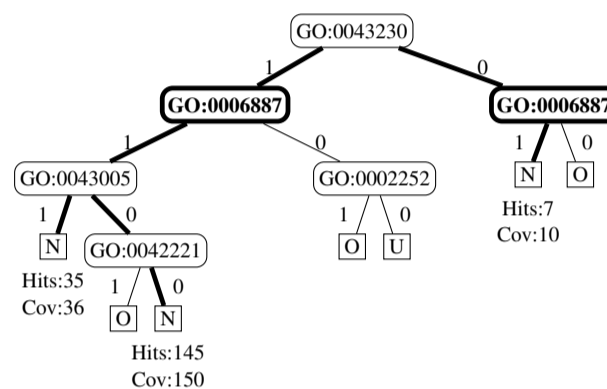 GO:0043230
1 0
GO:0006887 GO:0006887
1 0 1 0
GO:0043005 GO:0002252 N O
1 0 1 0 Hits:7
N GO:0042221 O U Cov:10
Hits:35 1 0
Cov:36 O N
Hits:145
Cov:150